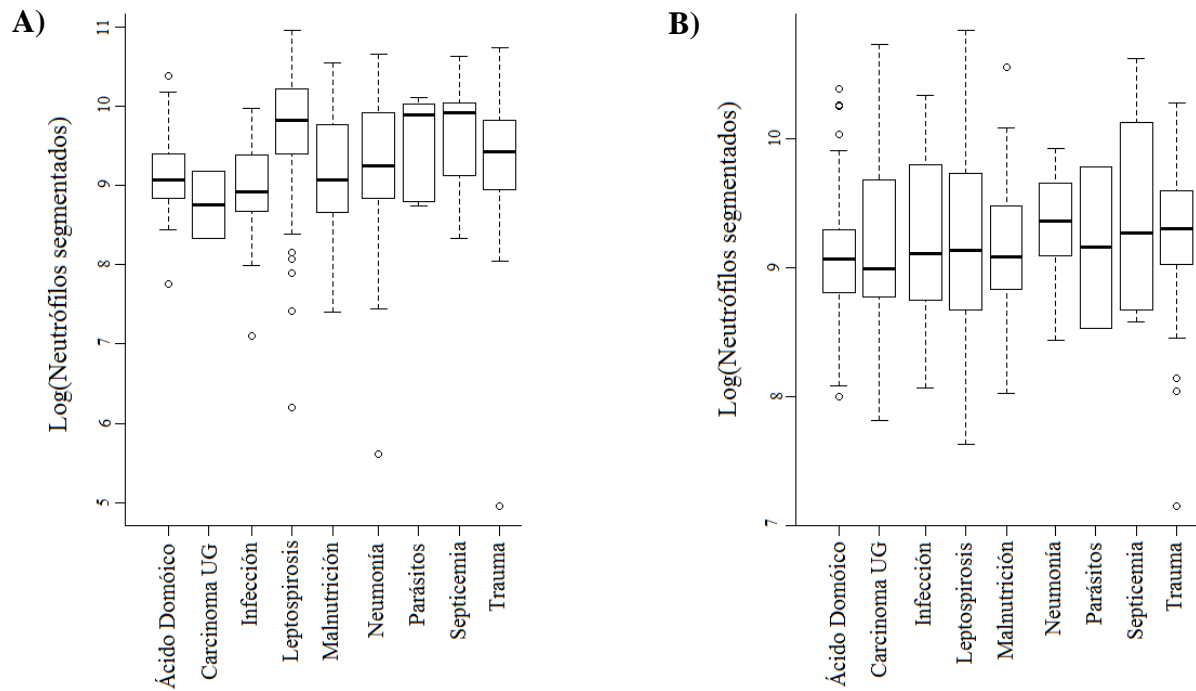 A)
Log(Neutrófilos segmentados)
11
10
9
8
7
6
5
Ácido Domóico
Carcinoma UG
Infección
Leptospirosis
Malnutrición
Neumonía
Parásitos
Septicemia
Trauma
B)
Log(Neutrófilos segmentados)
10
9
8
7
Ácido Domóico
Carcinoma UG
Infección
Leptospirosis
Malnutrición
Neumonía
Parásitos
Septicemia
Trauma